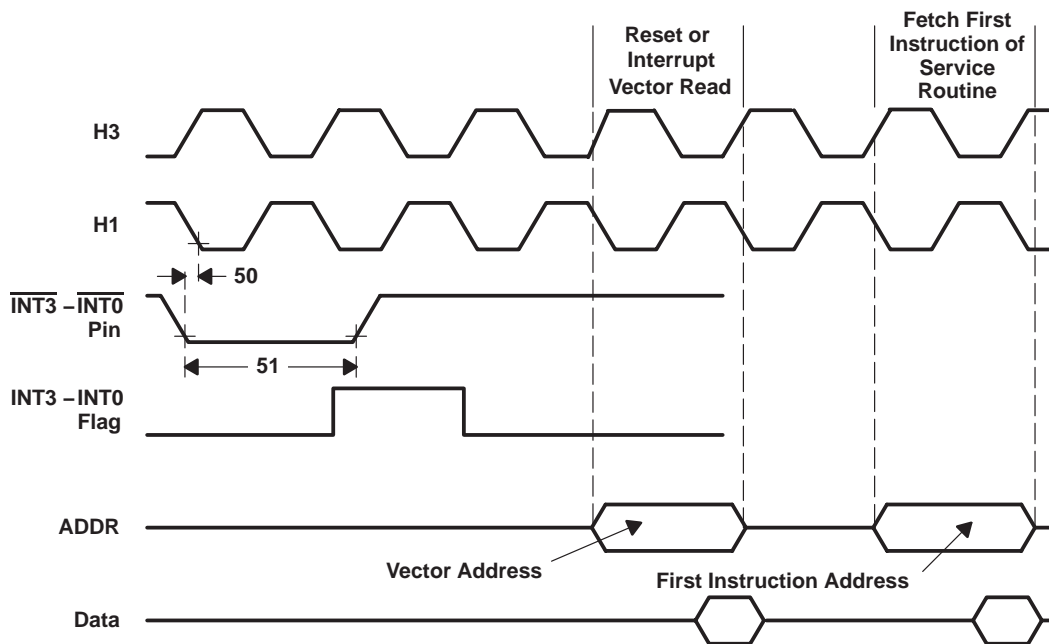 Reset or
Interrupt
Vector Read
Fetch First
Instruction of
Service
Routine
H3
H1
50
INT3 –INT0
Pin
51
INT3 –INT0
Flag
ADDR
Vector Address
First Instruction Address
Data